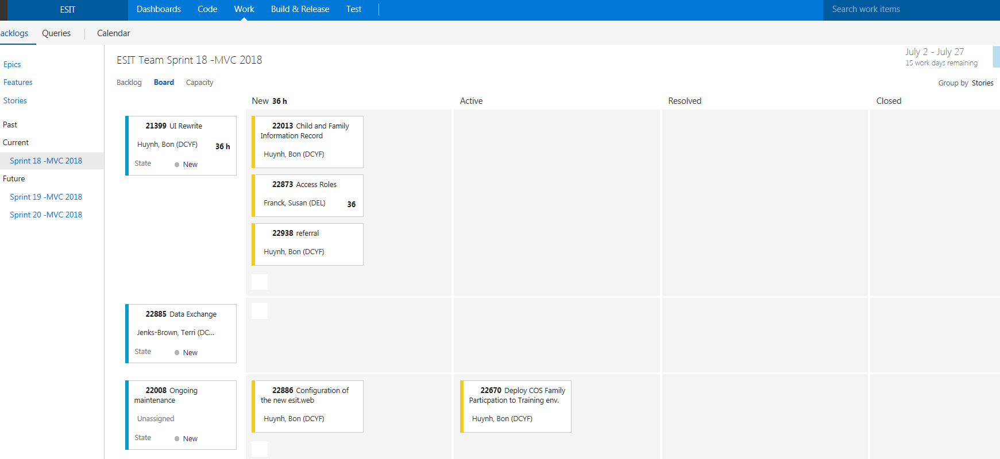 ESIT
Dashboards Code Work Build & Release Test
Search work items
acklogs Queries Calendar
Epics
Features
Stories
Past
Current
Sprint 18 -MVC 2018
Future
Sprint 19 -MVC 2018
Sprint 20 -MVC 2018
ESIT Team Sprint 18 -MVC 2018
July 2 - July 27
15 work days remaining
Backlog Board Capacity
Group by Stories
New 36 h Active Resolved Closed
21399 UI Rewrite
Huynh, Bon (DCYF)
36 h
State New
22013 Child and Family
Information Record
Huynh, Bon (DCYF)
22873 Access Roles
Franck, Susan (DEL) 36
22938 referral
Huynh, Bon (DCYF)
22885 Data Exchange
Jenks-Brown, Terri (DC...
State New
22008 Ongoing
maintenance
Unassigned
State New
22886 Configuration of
the new esit.web
Huynh, Bon (DCYF)
22670 Deploy COS Family
Particpation to Training env.
Huynh, Bon (DCYF)